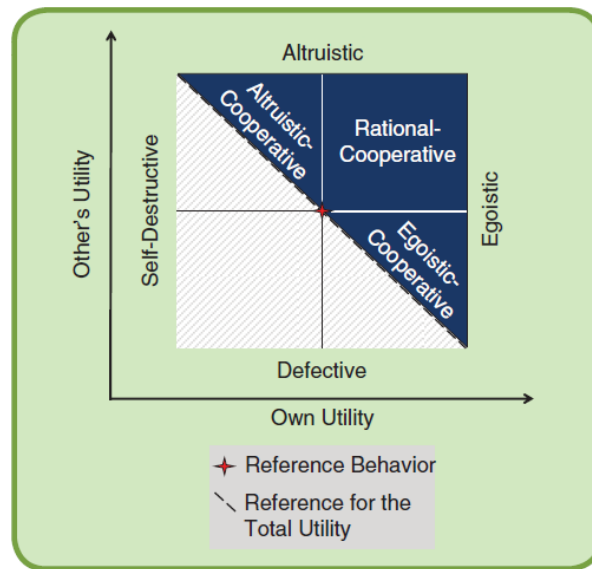 Altruistic
Other's Utility
Self-Destructive
Altruistic-
Cooperative
Rational-
Cooperative
Egoistic-
Cooperative
Egoistic
Defective
Own Utility
Reference Behavior
Reference for the
Total Utility